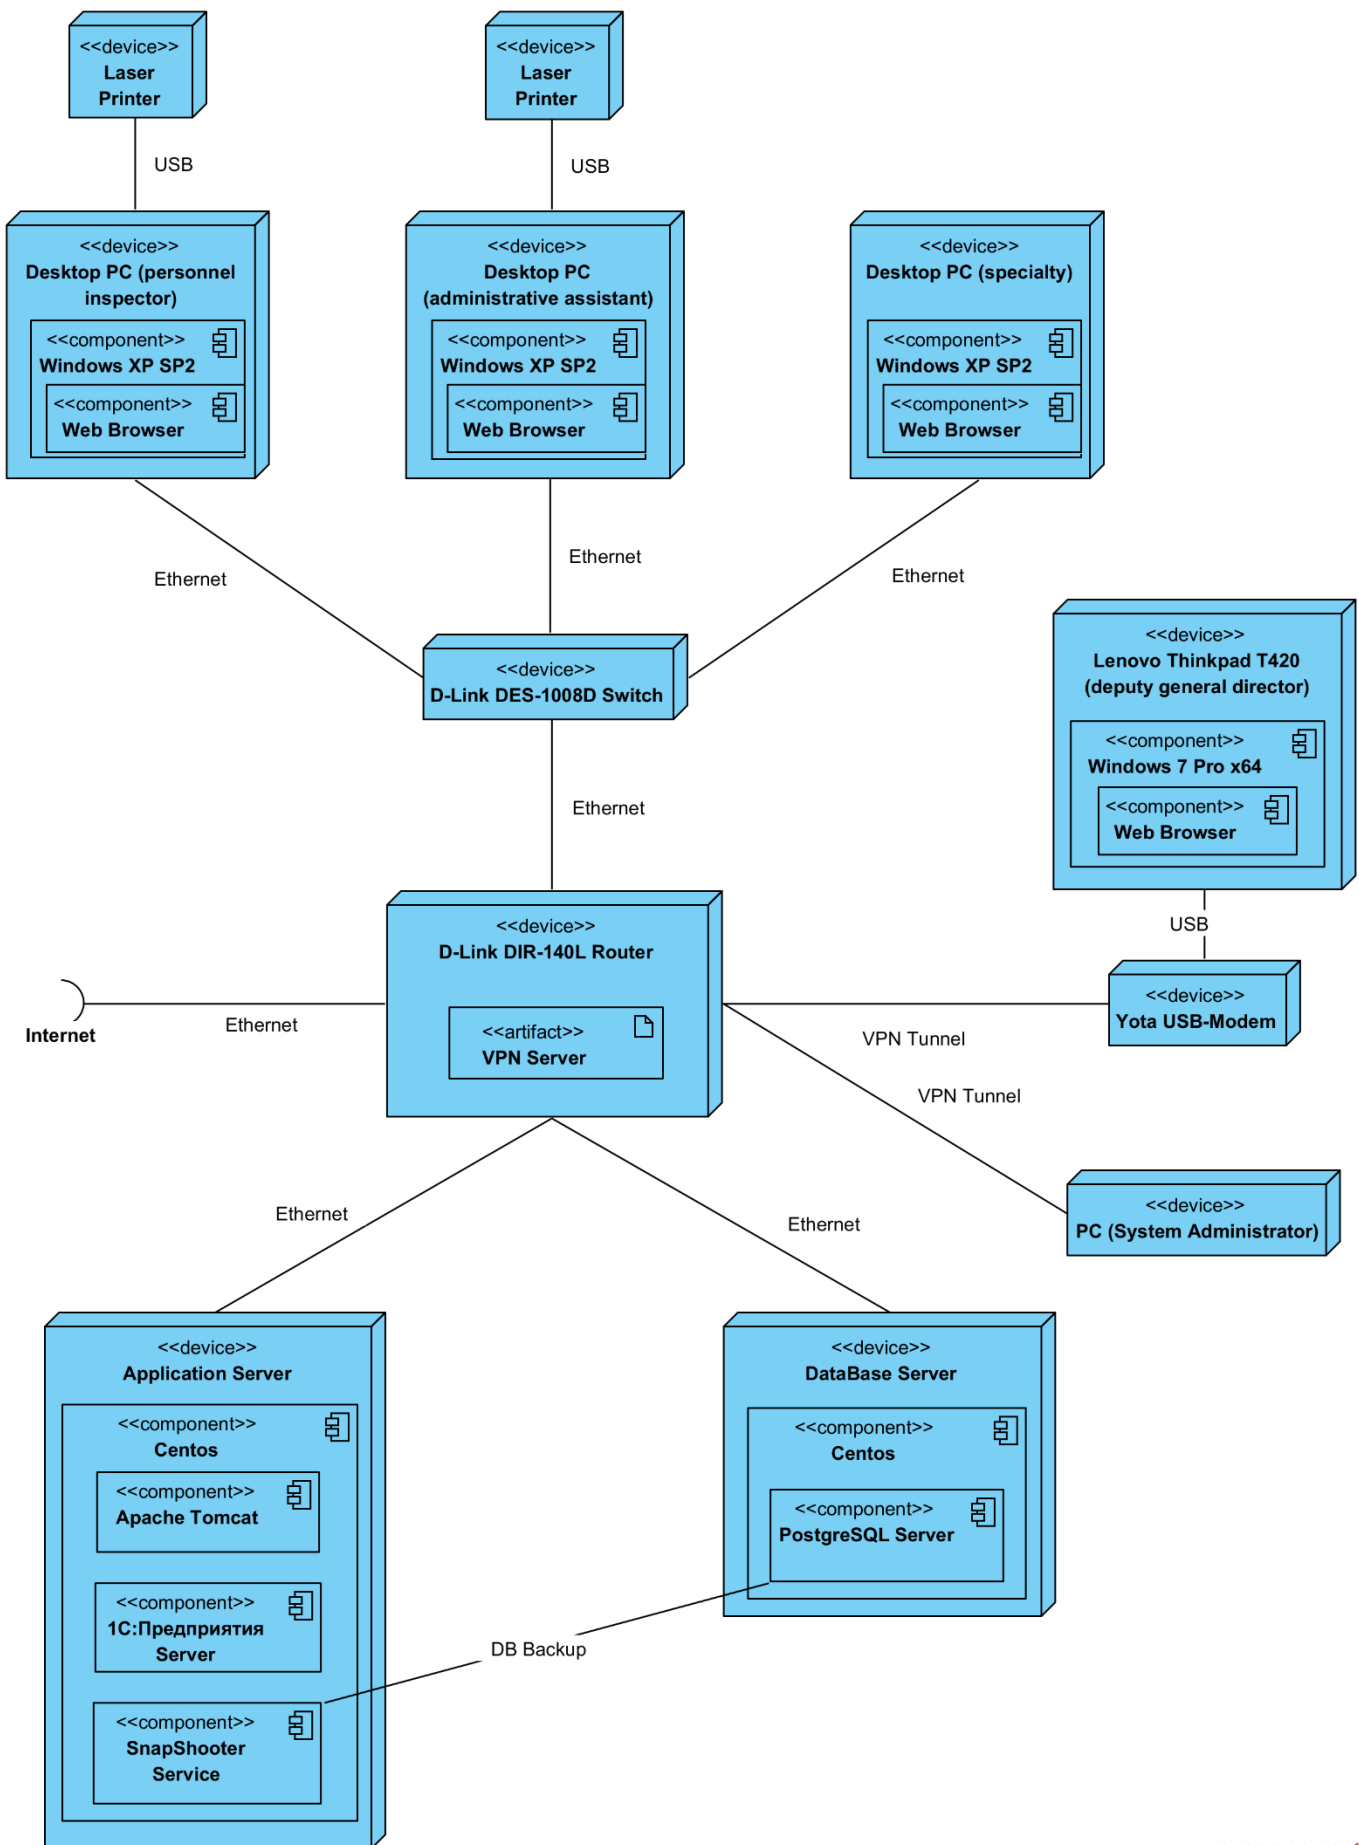 <<device>>
Laser
Printer
<<device>>
Laser
Printer
USB
USB
<<device>>
Desktop PC (personnel
inspector)
<<component>>
Windows XP SP2
<<component>>
Web Browser
<<device>>
Desktop PC
(administrative assistant)
<<component>>
Windows XP SP2
<<component>>
Web Browser
<<device>>
Desktop PC (specialty)
<<component>>
Windows XP SP2
<<component>>
Web Browser
Ethernet
Ethernet
Ethernet
<<device>>
D-Link DES-1008D Switch
<<device>>
Lenovo Thinkpad T420
(deputy general director)
<<component>>
Windows 7 Pro x64
<<component>>
Web Browser
Ethernet
USB
<<device>>
D-Link DIR-140L Router
<<artifact>>
VPN Server
Internet
Ethernet
<<device>>
Yota USB-Modem
VPN Tunnel
VPN Tunnel
<<device>>
PC (System Administrator)
Ethernet
Ethernet
<<device>>
Application Server
<<component>>
Centos
<<component>>
Apache Tomcat
<<component>>
1С:Предприятия
Server
<<component>>
SnapShooter
Service
<<device>>
DataBase Server
<<component>>
Centos
<<component>>
PostgreSQL Server
DB Backup